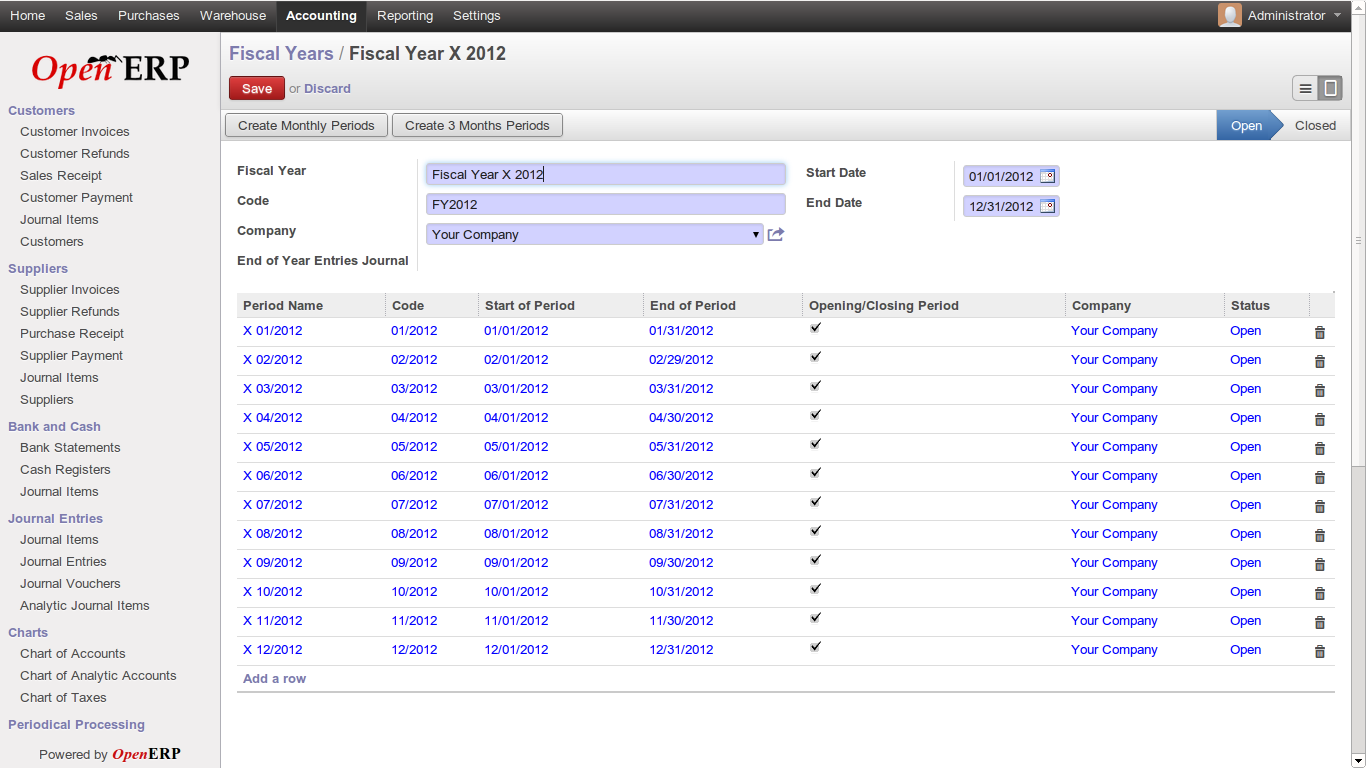 Home Sales Purchases Warehouse Accounting Reporting Settings Administrator
OpenERP
Customers
Customer Invoices
Customer Refunds
Sales Receipt
Customer Payment
Journal Items
Customers
Suppliers
Supplier Invoices
Supplier Refunds
Purchase Receipt
Supplier Payment
Journal Items
Suppliers
Bank and Cash
Bank Statements
Cash Registers
Journal Items
Journal Entries
Journal Items
Journal Entries
Journal Vouchers
Analytic Journal Items
Charts
Chart of Accounts
Chart of Analytic Accounts
Chart of Taxes
Periodical Processing
Powered by OpenERP
Fiscal Years / Fiscal Year X 2012
Save or Discard
Create Monthly Periods Create 3 Months Periods Open Closed
Fiscal Year Fiscal Year X 2012 Start Date 01/01/2012
Code FY2012 End Date 12/31/2012
Company Your Company
End of Year Entries Journal
Period Name Code Start of Period End of Period Opening/Closing Period Company Status
X 01/2012 01/2012 01/01/2012 01/31/2012 Your Company Open
X 02/2012 02/2012 02/01/2012 02/29/2012 Your Company Open
X 03/2012 03/2012 03/01/2012 03/31/2012 Your Company Open
X 04/2012 04/2012 04/01/2012 04/30/2012 Your Company Open
X 05/2012 05/2012 05/01/2012 05/31/2012 Your Company Open
X 06/2012 06/2012 06/01/2012 06/30/2012 Your Company Open
X 07/2012 07/2012 07/01/2012 07/31/2012 Your Company Open
X 08/2012 08/2012 08/01/2012 08/31/2012 Your Company Open
X 09/2012 09/2012 09/01/2012 09/30/2012 Your Company Open
X 10/2012 10/2012 10/01/2012 10/31/2012 Your Company Open
X 11/2012 11/2012 11/01/2012 11/30/2012 Your Company Open
X 12/2012 12/2012 12/01/2012 12/31/2012 Your Company Open
Add a row